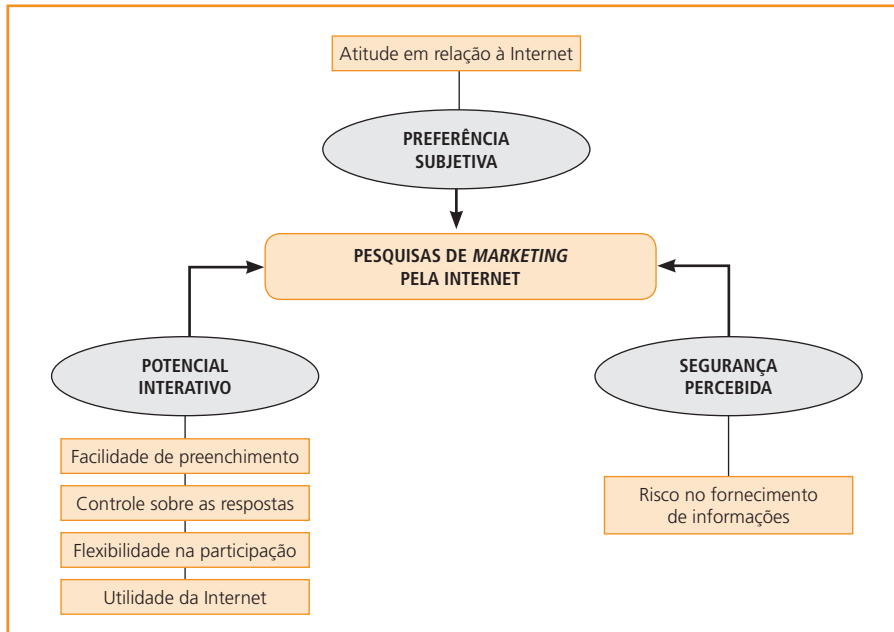 Atitude em relação à Internet
PREFERÊNCIA
SUBJETIVA
PESQUISAS DE MARKETING
PELA INTERNET
POTENCIAL
INTERATIVO
Facilidade de preenchimento
Controle sobre as respostas
Flexibilidade na participação
Utilidade da Internet
SEGURANÇA
PERCEBIDA
Risco no fornecimento
de informações